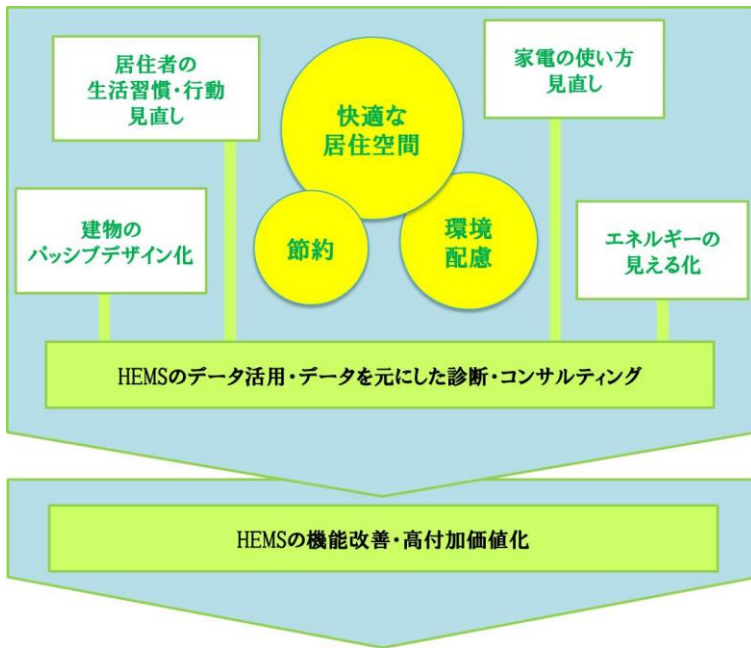 居住者の
生活習慣・行動
見直し
快適な
居住空間
家電の使い方
見直し
建物の
パッシブデザイン化
節約
環境
配慮
エネルギーの
見える化
HEMSのデータ活用・データを元にした診断・コンサルティング
HEMSの機能改善・高付加価値化